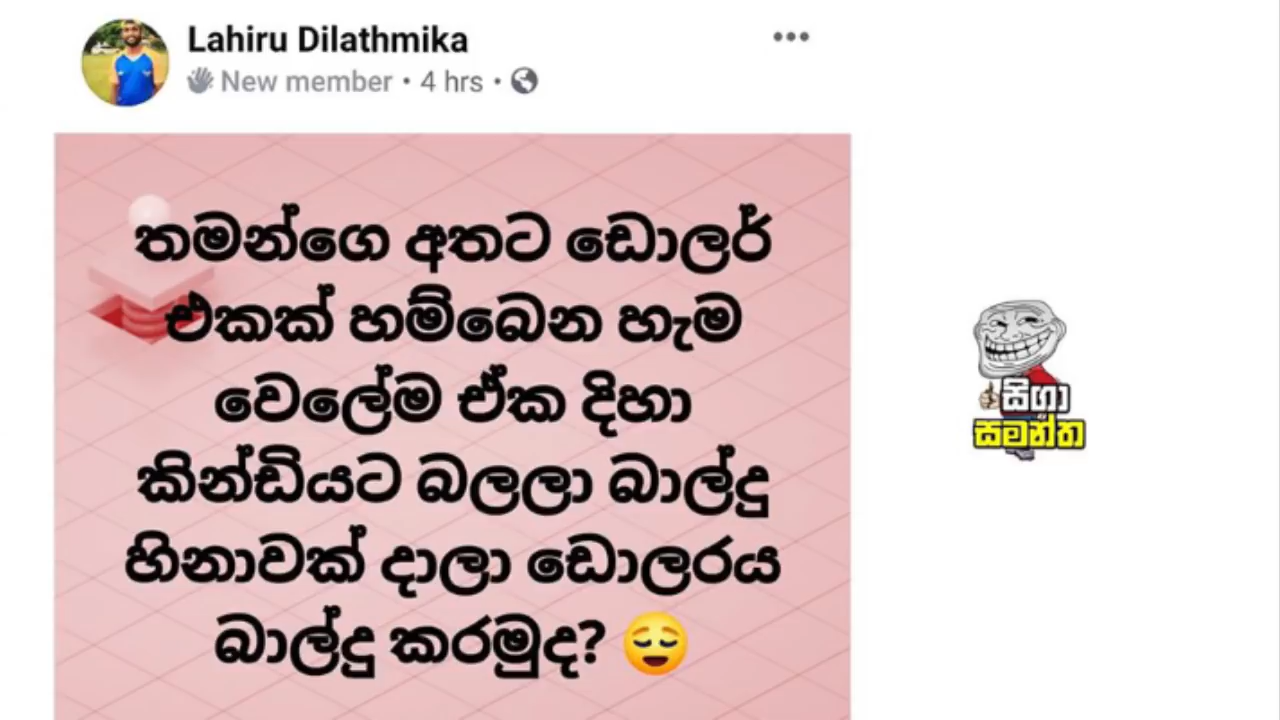 Lahiru Dilathmika
New member • 4 hrs •
තමන්ගෙ අතට ඩොලර්
එකක් හම්බෙන හැම
වෙලේම ඒක දිහා
කින්ඩියට බලලා බාල්දු
හිනාවක් දාලා ඩොලරය
බාල්දු කරමුද? 😌
සිගා
සමන්ත